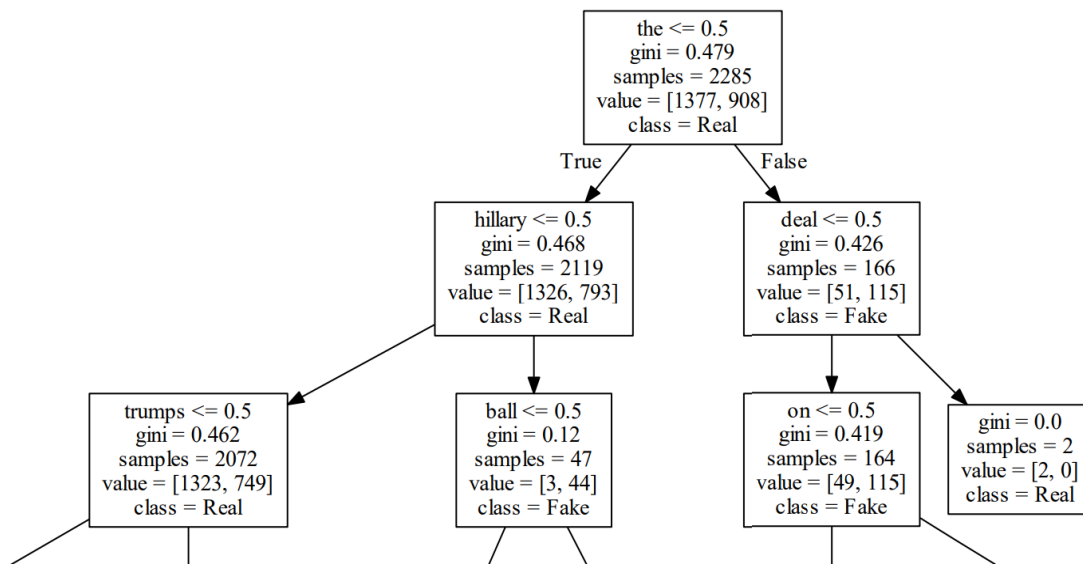 the <= 0.5
gini = 0.479
samples = 2285
value = [1377, 908]
class = Real
True
False
hillary <= 0.5
gini = 0.468
samples = 2119
value = [1326, 793]
class = Real
deal <= 0.5
gini = 0.426
samples = 166
value = [51, 115]
class = Fake
trumps <= 0.5
gini = 0.462
samples = 2072
value = [1323, 749]
class = Real
ball <= 0.5
gini = 0.12
samples = 47
value = [3, 44]
class = Fake
on <= 0.5
gini = 0.419
samples = 164
value = [49, 115]
class = Fake
gini = 0.0
samples = 2
value = [2, 0]
class = Real